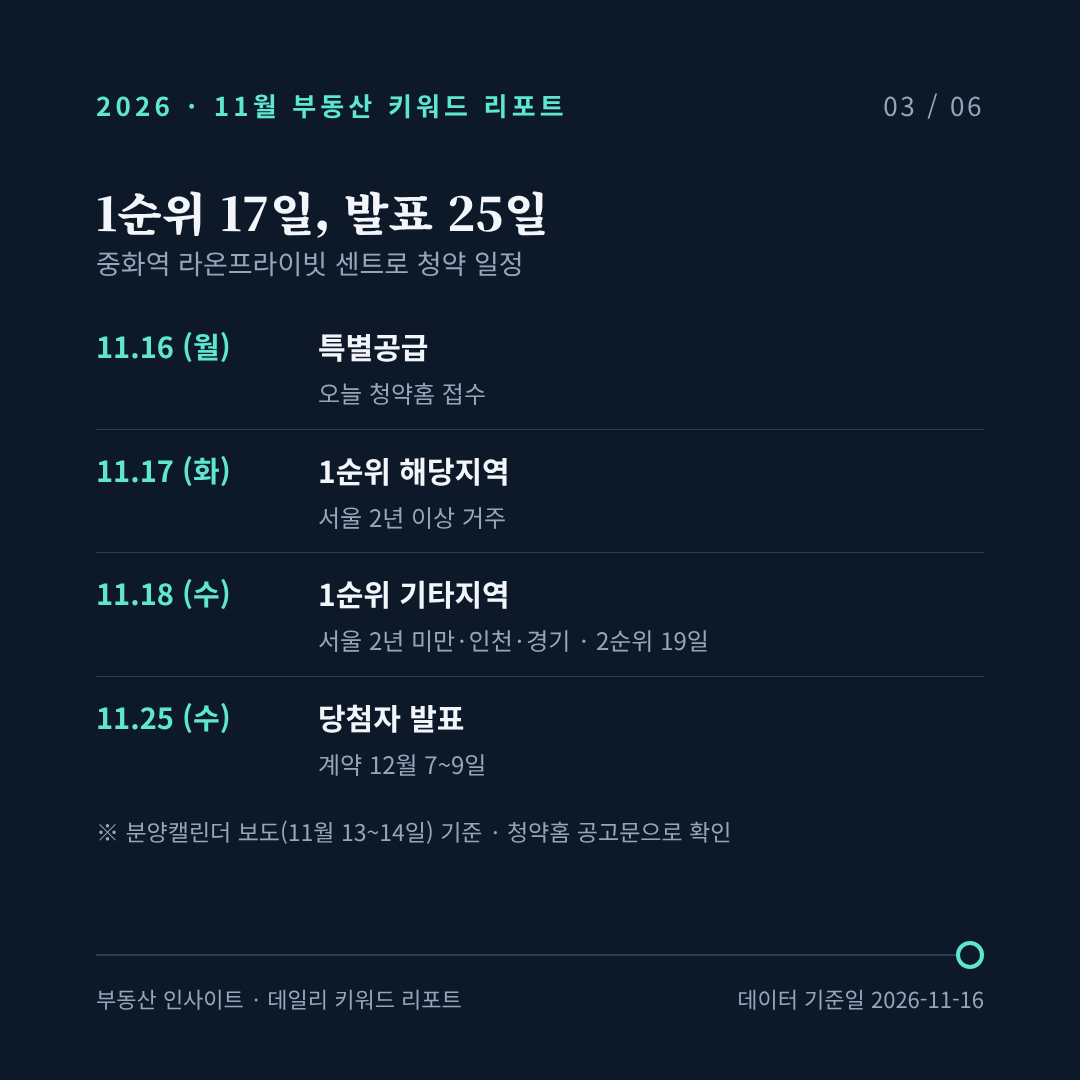 2026 · 11월 부동산 키워드 리포트
03 / 06
1순위 17일, 발표 25일
중화역 라온프라이빗 센트로 청약 일정
11.16 (월)
특별공급
오늘 청약홈 접수
11.17 (화)
1순위 해당지역
서울 2년 이상 거주
11.18 (수)
1순위 기타지역
서울 2년 미만·인천·경기 · 2순위 19일
11.25 (수)
당첨자 발표
계약 12월 7~9일
※ 분양캘린더 보도(11월 13~14일) 기준 · 청약홈 공고문으로 확인
부동산 인사이트 · 데일리 키워드 리포트
데이터 기준일 2026-11-16